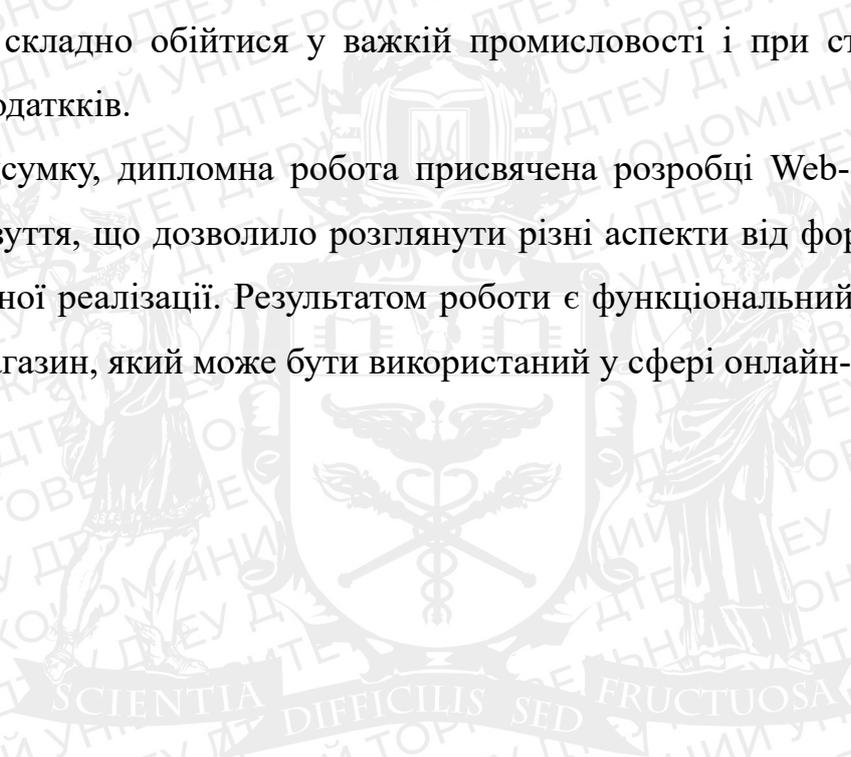 складно обійтися у важкій промисловості і при ст
одаткків.
сумку, дипломна робота присвячена розробці Web-
зуття, що дозволило розглянути різні аспекти від фор
ної реалізації. Результатом роботи є функціональний
агазин, який може бути використаний у сфері онлайн-
SCIENTIA DIFFICILIS SED FRUCTUOSA